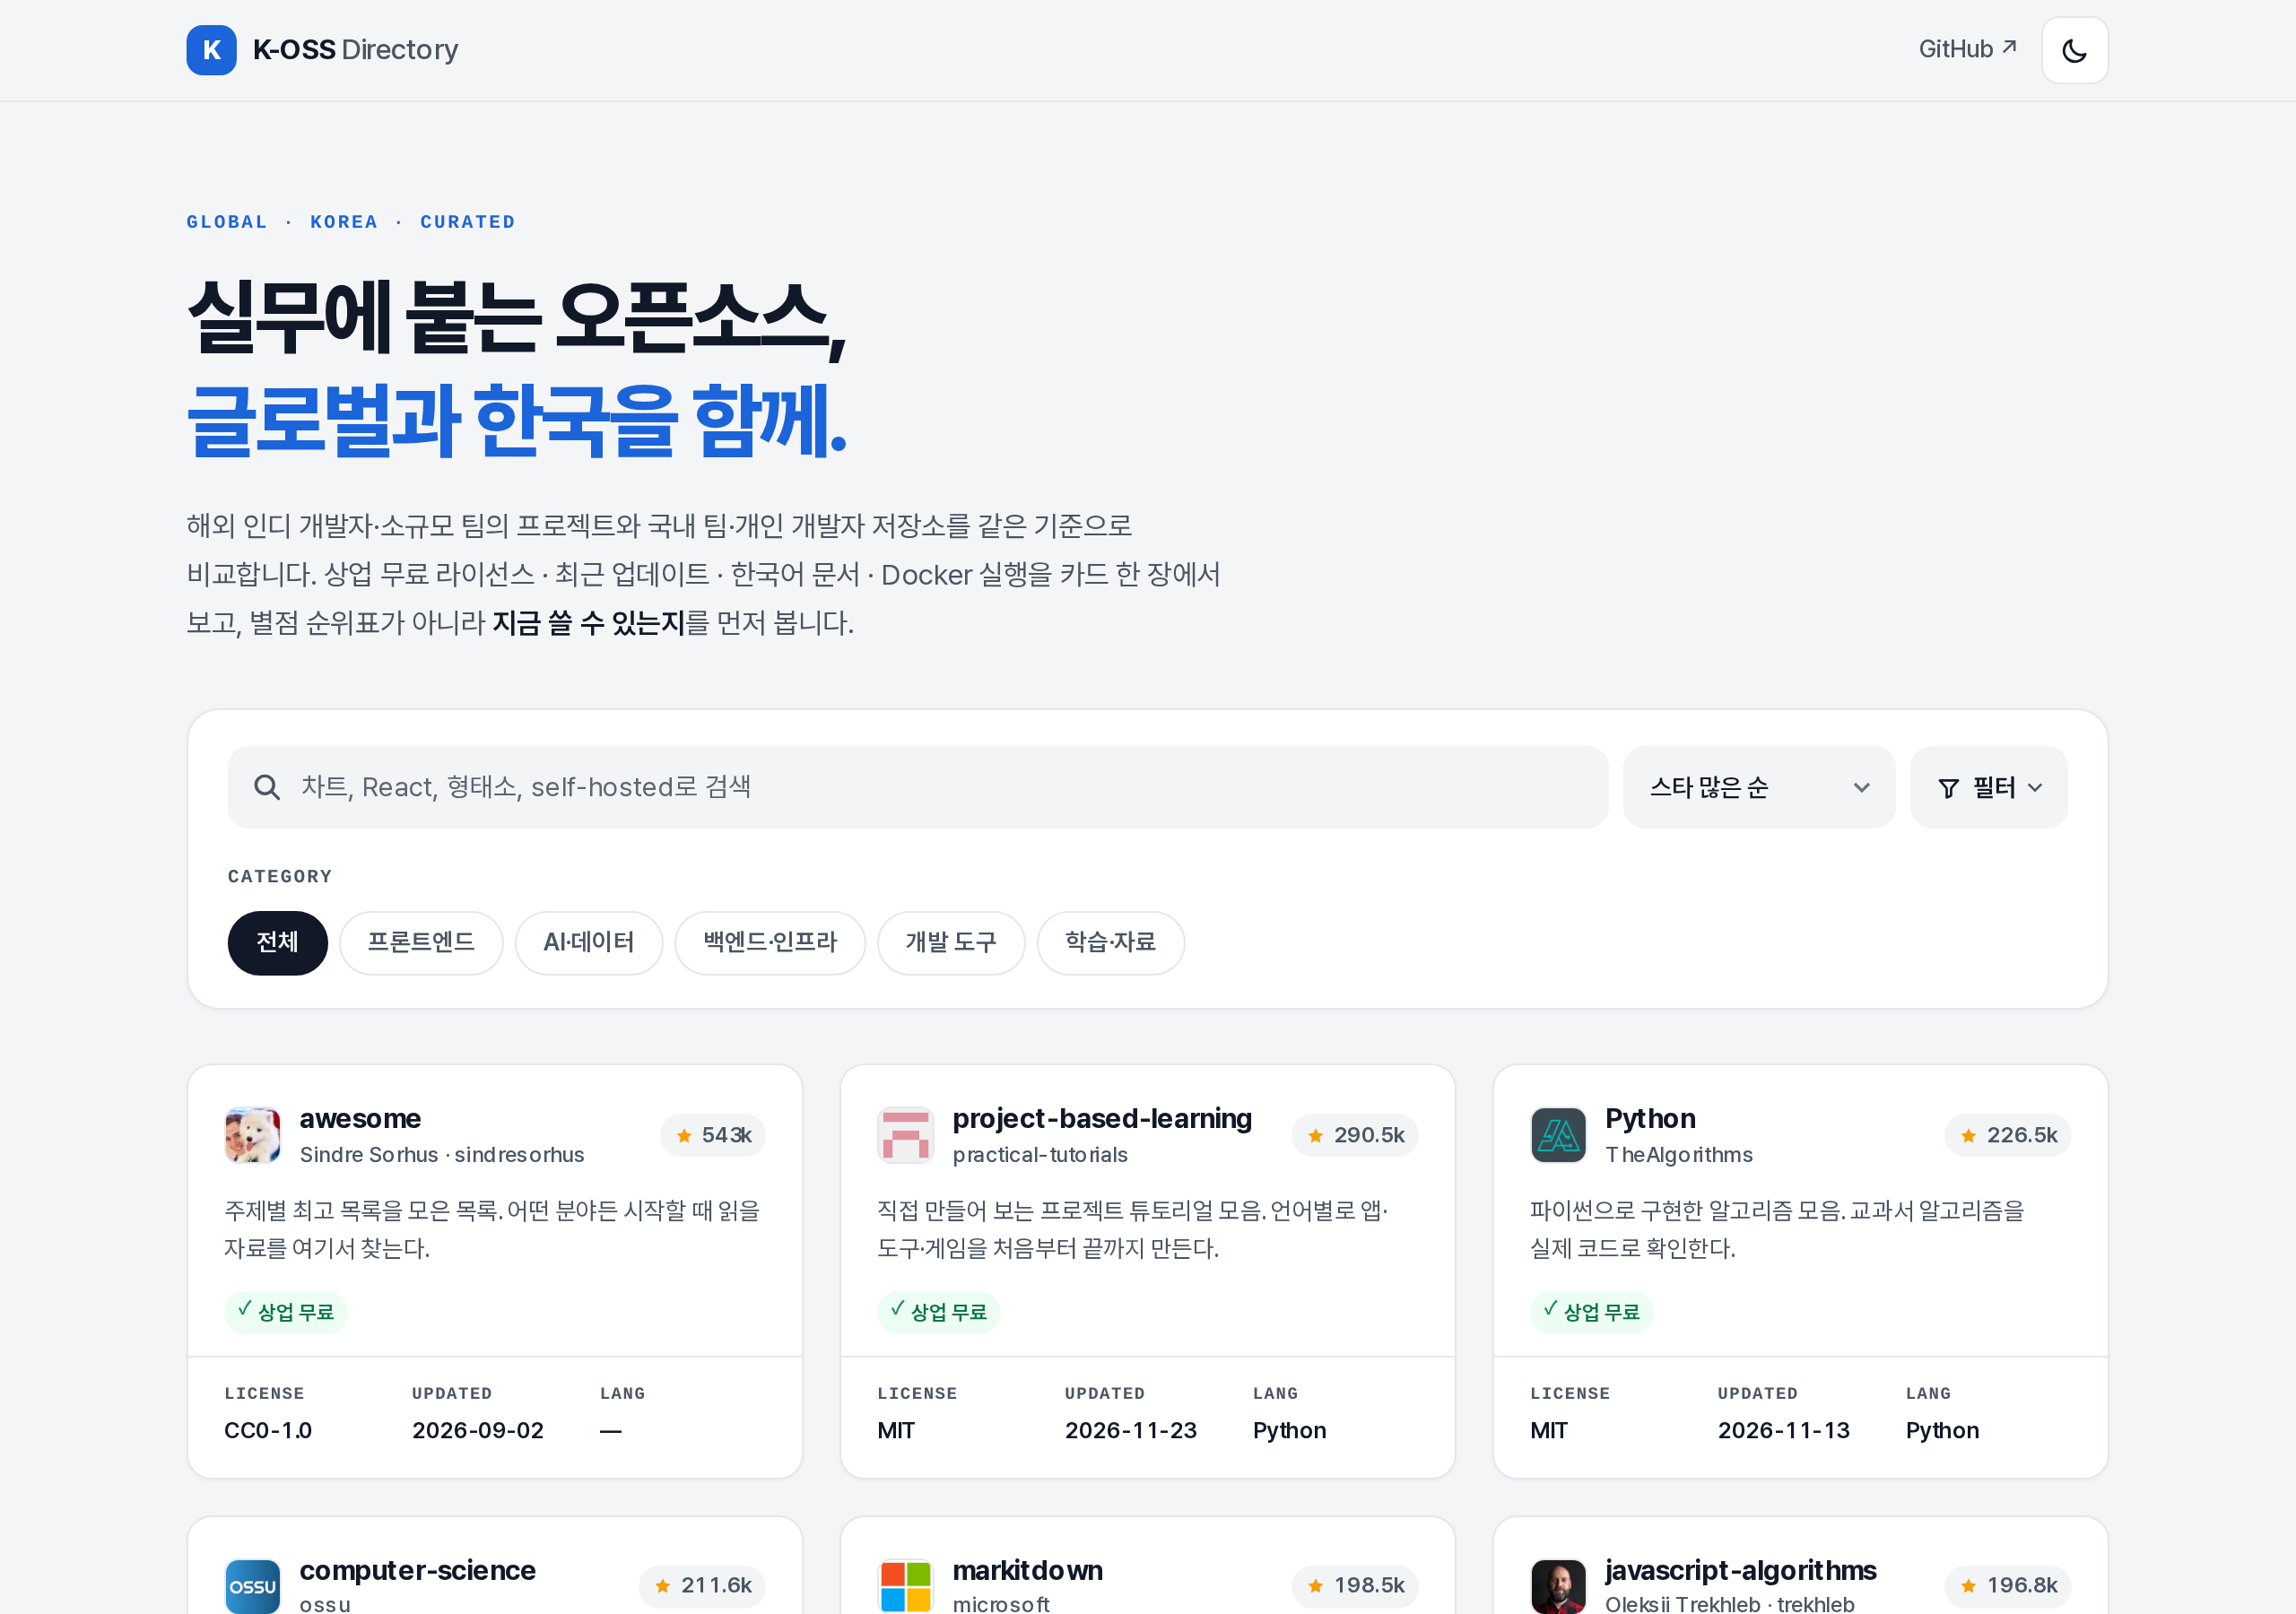 K K-OSS Directory
GitHub ↗
GLOBAL · KOREA · CURATED
실무에 붙는 오픈소스,
글로벌과 한국을 함께.
해외 인디 개발자·소규모 팀의 프로젝트와 국내 팀·개인 개발자 저장소를 같은 기준으로
비교합니다. 상업 무료 라이선스 · 최근 업데이트 · 한국어 문서 · Docker 실행을 카드 한 장에서
보고, 별점 순위표가 아니라 지금 쓸 수 있는지를 먼저 봅니다.
차트, React, 형태소, self-hosted로 검색
스타 많은 순
필터
CATEGORY
전체 프론트엔드 AI·데이터 백엔드·인프라 개발 도구 학습·자료
awesome
Sindre Sorhus · sindresorhus
★ 543k
주제별 최고 목록을 모은 목록. 어떤 분야든 시작할 때 읽을
자료를 여기서 찾는다.
✓ 상업 무료
LICENSE UPDATED LANG
CC0-1.0 2026-09-02 —
project-based-learning
practical-tutorials
★ 290.5k
직접 만들어 보는 프로젝트 튜토리얼 모음. 언어별로 앱·
도구·게임을 처음부터 끝까지 만든다.
✓ 상업 무료
LICENSE UPDATED LANG
MIT 2026-11-23 Python
Python
TheAlgorithms
★ 226.5k
파이썬으로 구현한 알고리즘 모음. 교과서 알고리즘을
실제 코드로 확인한다.
✓ 상업 무료
LICENSE UPDATED LANG
MIT 2026-11-13 Python
OSSU
computer-science
ossu
★ 211.6k
markitdown
microsoft
★ 198.5k
javascript-algorithms
Oleksii Trekhleb · trekhleb
★ 196.8k